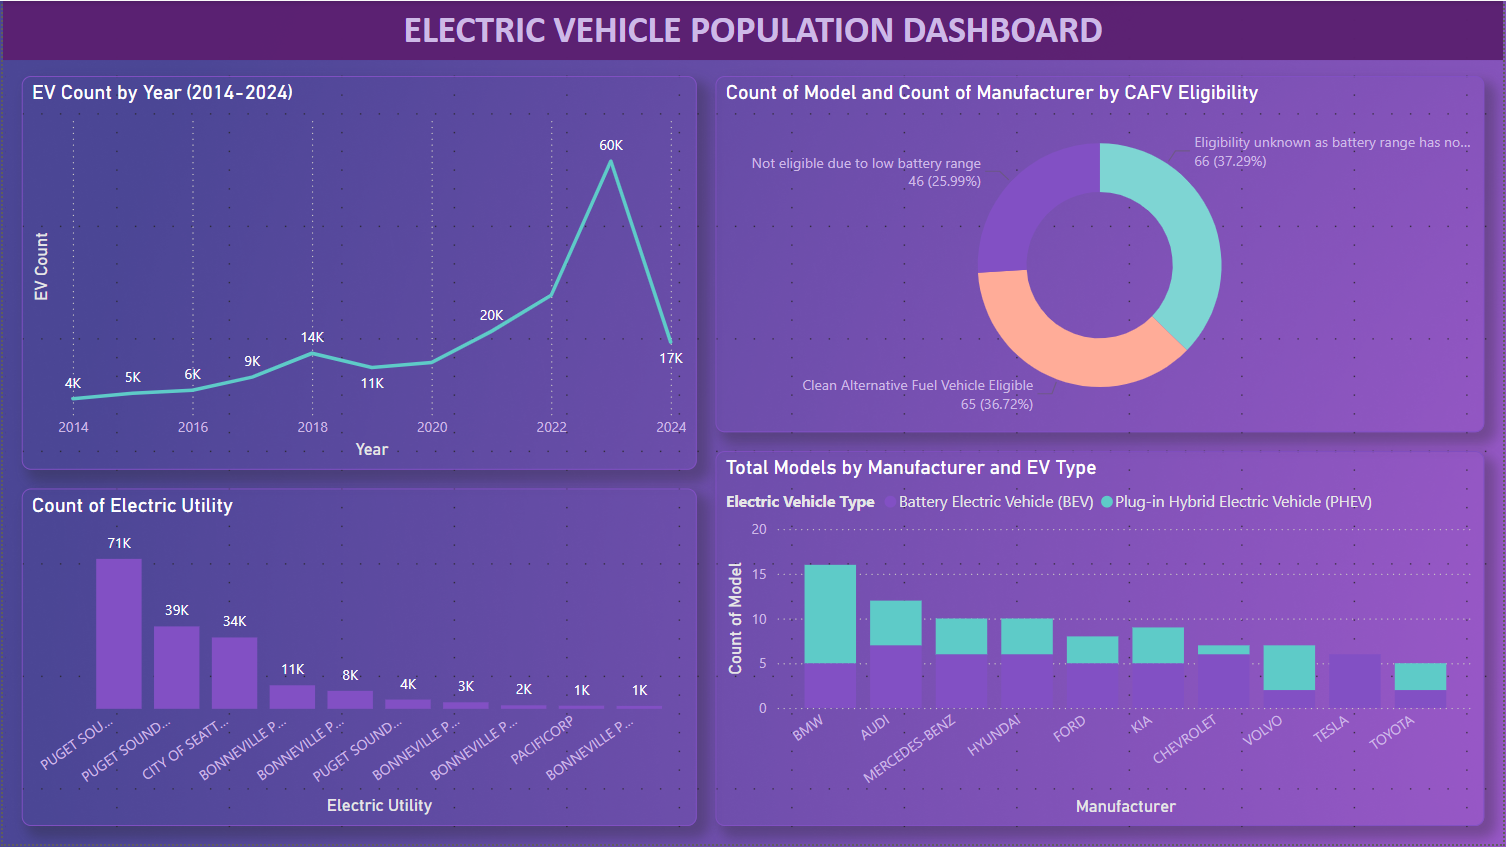 ELECTRIC VEHICLE POPULATION DASHBOARD
EV Count by Year (2014-2024)
EV Count
4K
5K
6K
9K
14K
11K
20K
60K
17K
2014
2016
2018
2020
2022
2024
Year
Count of Model and Count of Manufacturer by CAFV Eligibility
Eligibility unknown as battery range has no...
66 (37.29%)
Not eligible due to low battery range
46 (25.99%)
Clean Alternative Fuel Vehicle Eligible
65 (36.72%)
Count of Electric Utility
71K
39K
34K
11K
8K
4K
3K
2K
1K
1K
PUGET SOU...
PUGET SOUND...
CITY OF SEATT...
BONNEVILLE P...
BONNEVILLE P...
PUGET SOUND...
BONNEVILLE P...
BONNEVILLE P...
PACIFICORP
BONNEVILLE P...
Electric Utility
Total Models by Manufacturer and EV Type
Electric Vehicle Type Battery Electric Vehicle (BEV) Plug-in Hybrid Electric Vehicle (PHEV)
Count of Model
20
15
10
5
0
BMW
AUDI
MERCEDES-BENZ
HYUNDAI
FORD
KIA
CHEVROLET
VOLVO
TESLA
TOYOTA
Manufacturer